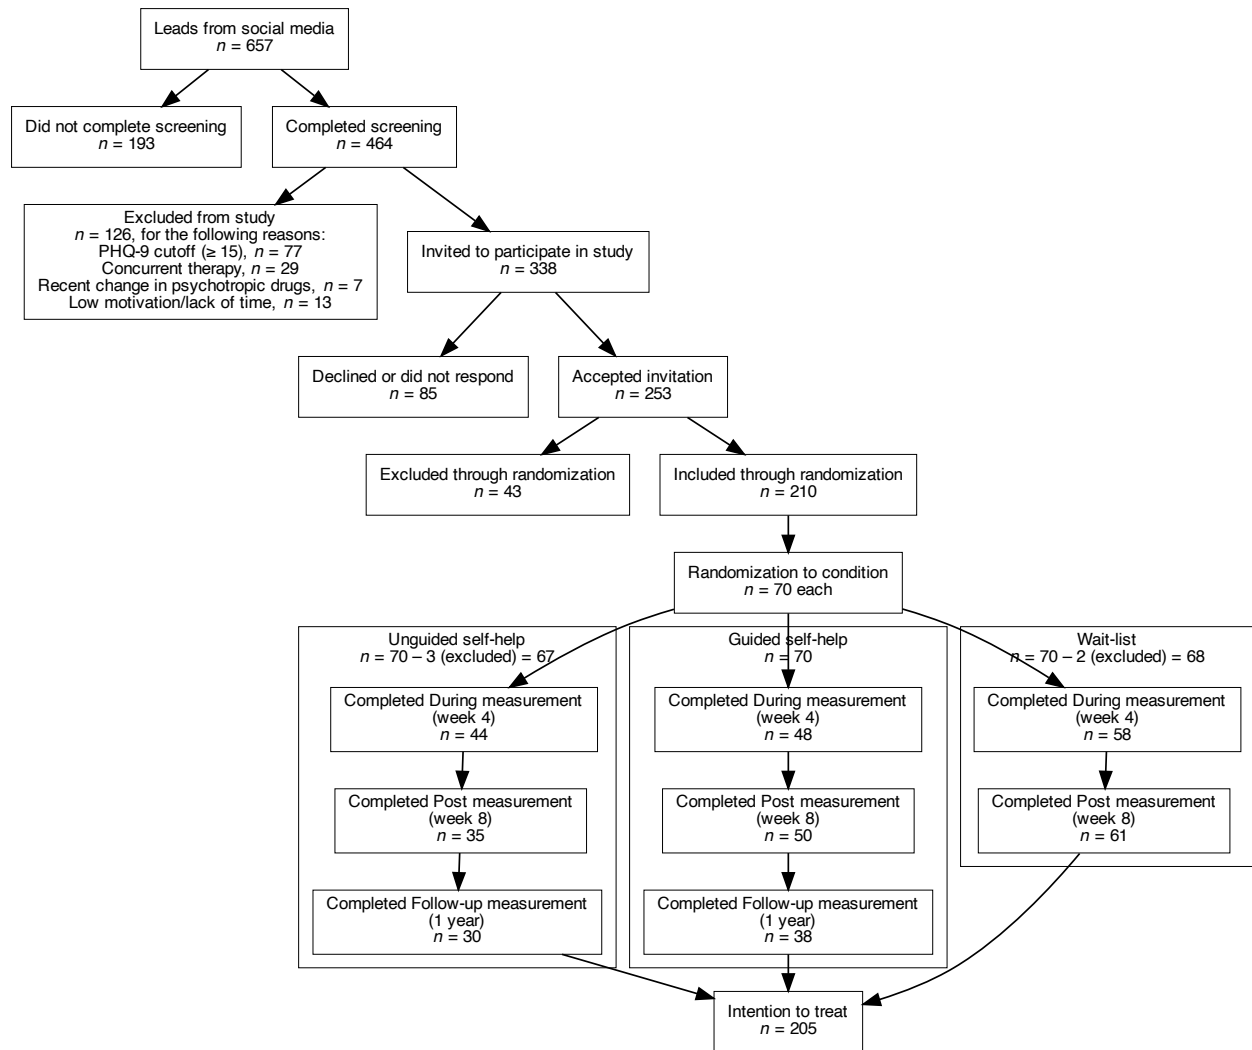 Leads from social media
n = 657
Did not complete screening
n = 193
Completed screening
n = 464
Excluded from study
n = 126, for the following reasons:
PHQ-9 cutoff (≥ 15), n = 77
Concurrent therapy, n = 29
Recent change in psychotropic drugs, n = 7
Low motivation/lack of time, n = 13
Invited to participate in study
n = 338
Declined or did not respond
n = 85
Accepted invitation
n = 253
Excluded through randomization
n = 43
Included through randomization
n = 210
Randomization to condition
n = 70 each
Unguided self-help
n = 70 – 3 (excluded) = 67
Completed During measurement
(week 4)
n = 44
Completed Post measurement
(week 8)
n = 35
Completed Follow-up measurement
(1 year)
n = 30
Guided self-help
n = 70
Completed During measurement
(week 4)
n = 48
Completed Post measurement
(week 8)
n = 50
Completed Follow-up measurement
(1 year)
n = 38
Wait-list
n = 70 – 2 (excluded) = 68
Completed During measurement
(week 4)
n = 58
Completed Post measurement
(week 8)
n = 61
Intention to treat
n = 205